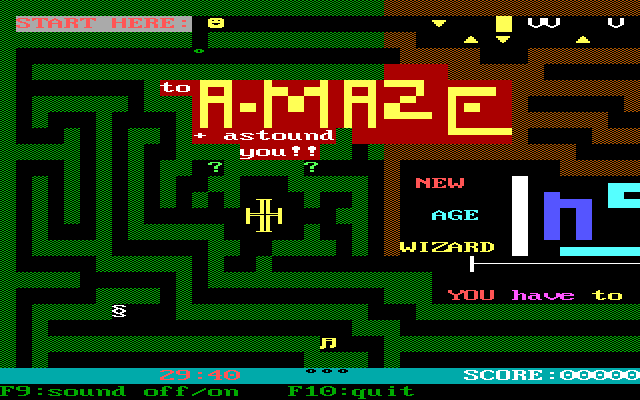 START HERE:
to A-MAZE
+ astound
you!!
? ?
NEW
AGE
WIZARD
YOU have to
29:40 SCORE:00000
F9:sound off/on F10:quit